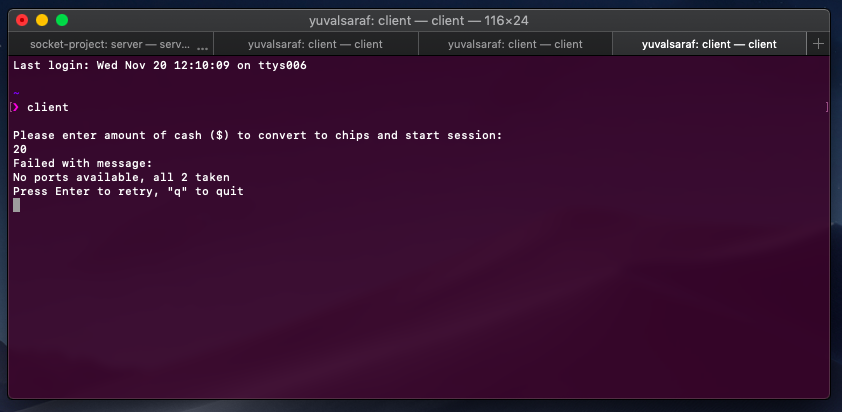 yuvalsaraf: client — client — 116×24
socket-project: server — serv... ...
yuvalsaraf: client — client
yuvalsaraf: client — client
yuvalsaraf: client — client
+
Last login: Wed Nov 20 12:10:09 on ttys006
~
[❯ client ]
Please enter amount of cash ($) to convert to chips and start session:
20
Failed with message:
No ports available, all 2 taken
Press Enter to retry, "q" to quit